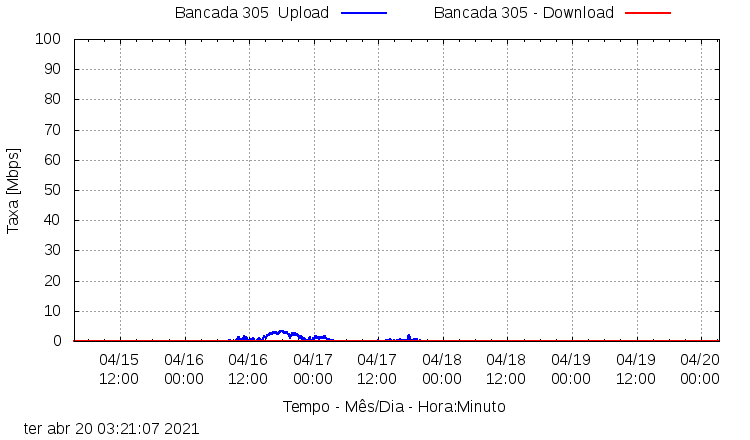 Bancada 305  Upload
Bancada 305 - Download
100
90
80
70
60
50
40
30
20
10
0
Taxa [Mbps]
04/15 04/16 04/16 04/17 04/17 04/18 04/18 04/19 04/19 04/20
12:00 00:00 12:00 00:00 12:00 00:00 12:00 00:00 12:00 00:00
Tempo - Mês/Dia - Hora:Minuto
ter abr 20 03:21:07 2021